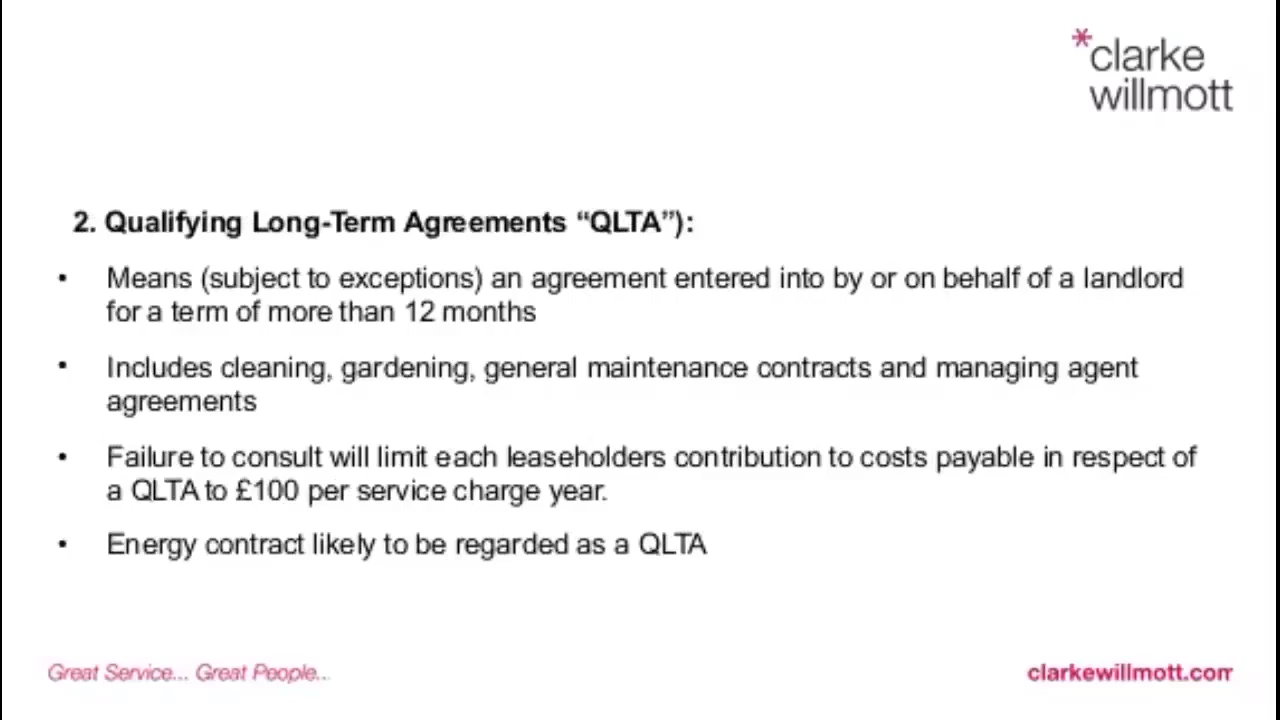 *clarke
willmott
2. Qualifying Long-Term Agreements “QLTA”):
• Means (subject to exceptions) an agreement entered into by or on behalf of a landlord
for a term of more than 12 months
• Includes cleaning, gardening, general maintenance contracts and managing agent
agreements
• Failure to consult will limit each leaseholders contribution to costs payable in respect of
a QLTA to £100 per service charge year.
• Energy contract likely to be regarded as a QLTA
Great Service... Great People...
clarkewillmott.com